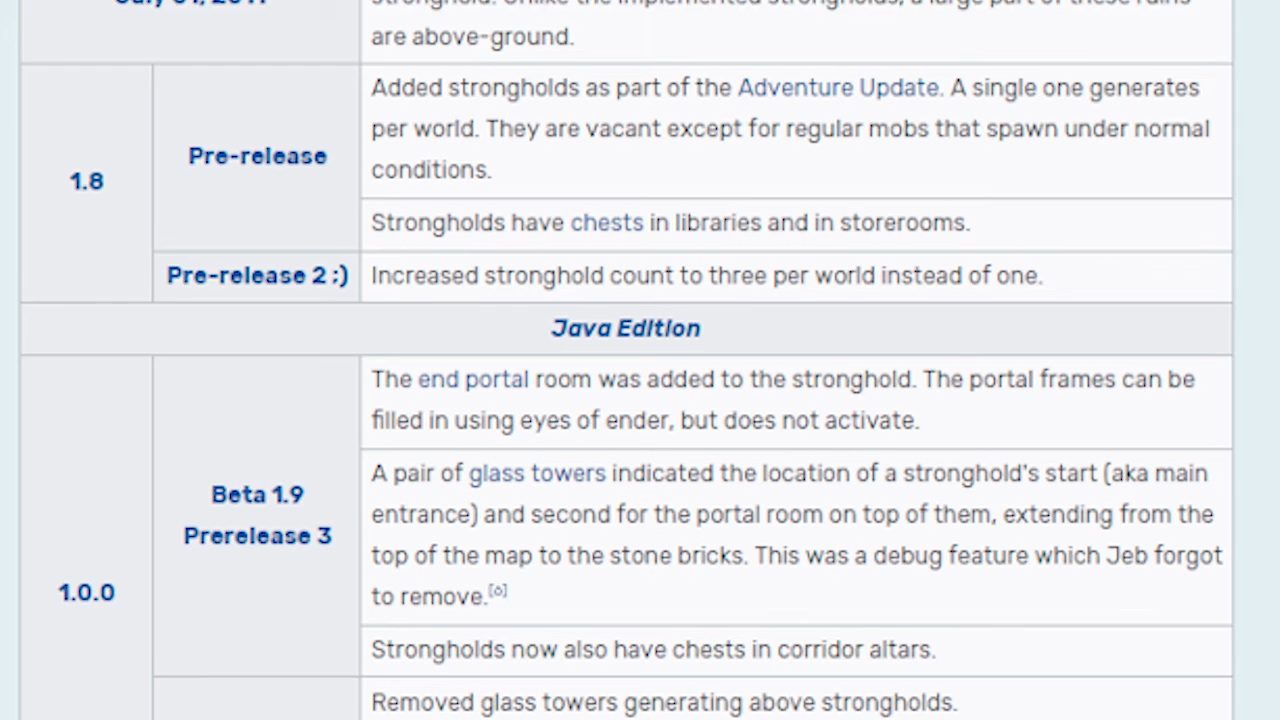 are above-ground.
1.8
Pre-release
Added strongholds as part of the Adventure Update. A single one generates
per world. They are vacant except for regular mobs that spawn under normal
conditions.
Strongholds have chests in libraries and in storerooms.
Pre-release 2 ;)
Increased stronghold count to three per world instead of one.
Java Edition
1.0.0
Beta 1.9
Prerelease 3
The end portal room was added to the stronghold. The portal frames can be
filled in using eyes of ender, but does not activate.
A pair of glass towers indicated the location of a stronghold's start (aka main
entrance) and second for the portal room on top of them, extending from the
top of the map to the stone bricks. This was a debug feature which Jeb forgot
to remove.[6]
Strongholds now also have chests in corridor altars.
Removed glass towers generating above strongholds.